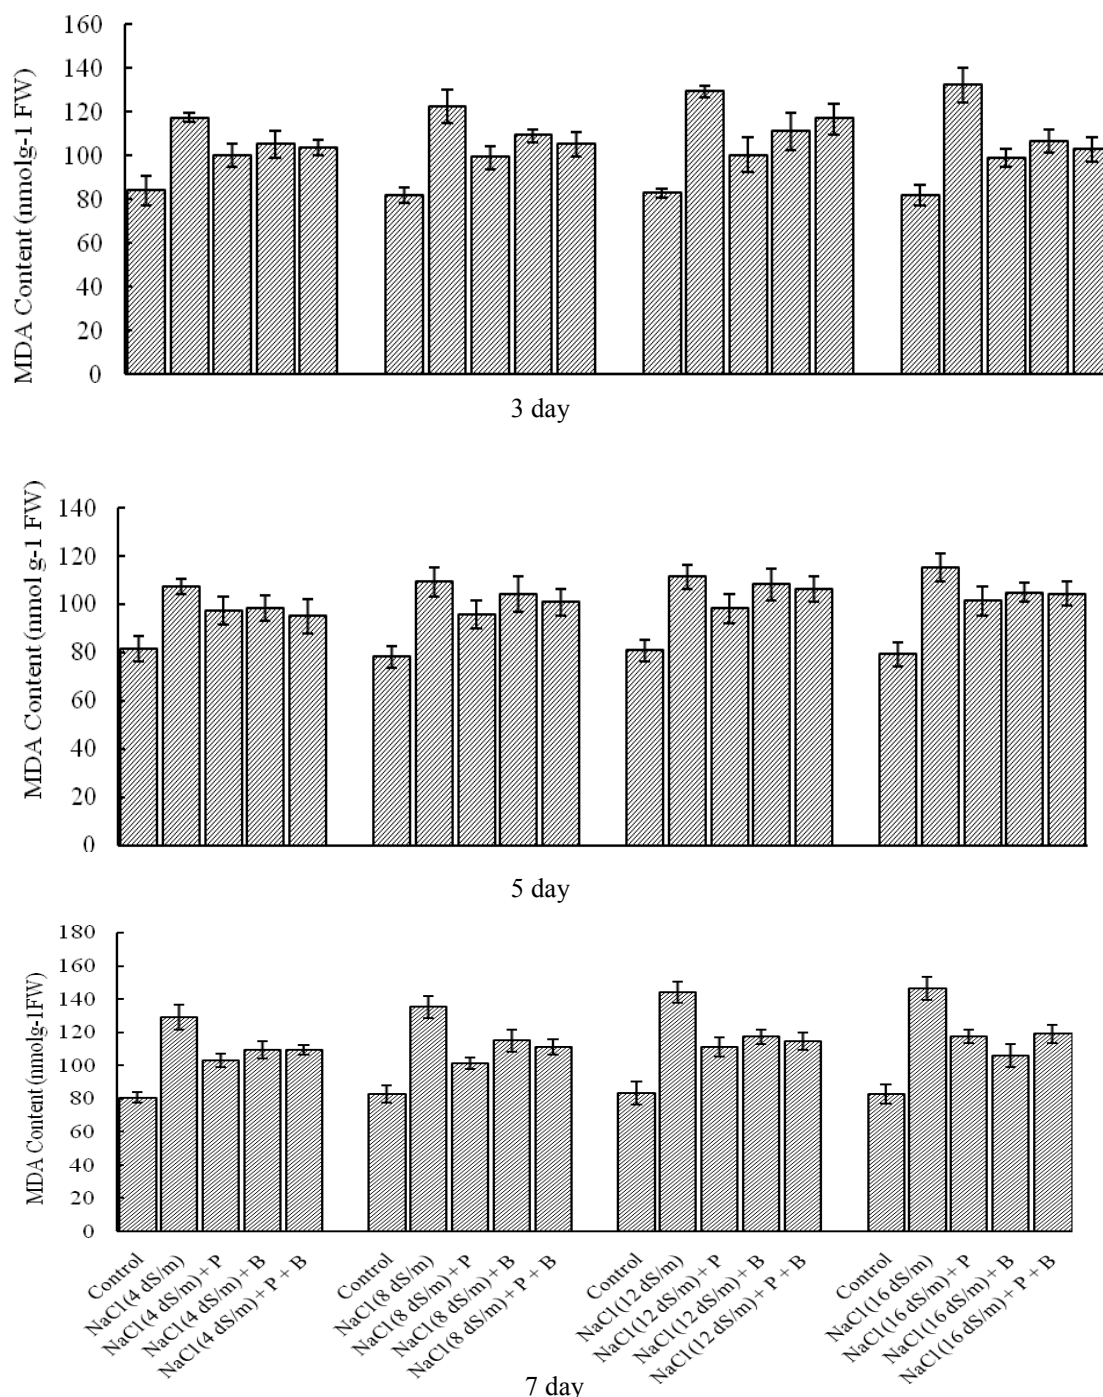 160
140
120
100
80
60
40
20
0
MDA Content (nmolg-1 FW)
3 day
140
120
100
80
60
40
20
0
MDA Content (nmol g-1 FW)
5 day
180
160
140
120
100
80
60
40
20
0
MDA Content (nmolg-1FW)
Control
NaCl(4 dS/m)
NaCl(4 dS/m) + P
NaCl(4 dS/m) + B
NaCl(4 dS/m) + P + B
Control
NaCl(8 dS/m)
NaCl(8 dS/m) + P
NaCl(8 dS/m) + B
NaCl(8 dS/m) + P + B
Control
NaCl(12 dS/m)
NaCl(12 dS/m) + P
NaCl(12 dS/m) + B
NaCl(12 dS/m) + P + B
Control
NaCl(16 dS/m)
NaCl(16 dS/m) + P
NaCl(16 dS/m) + B
NaCl(16 dS/m) + P + B
7 day